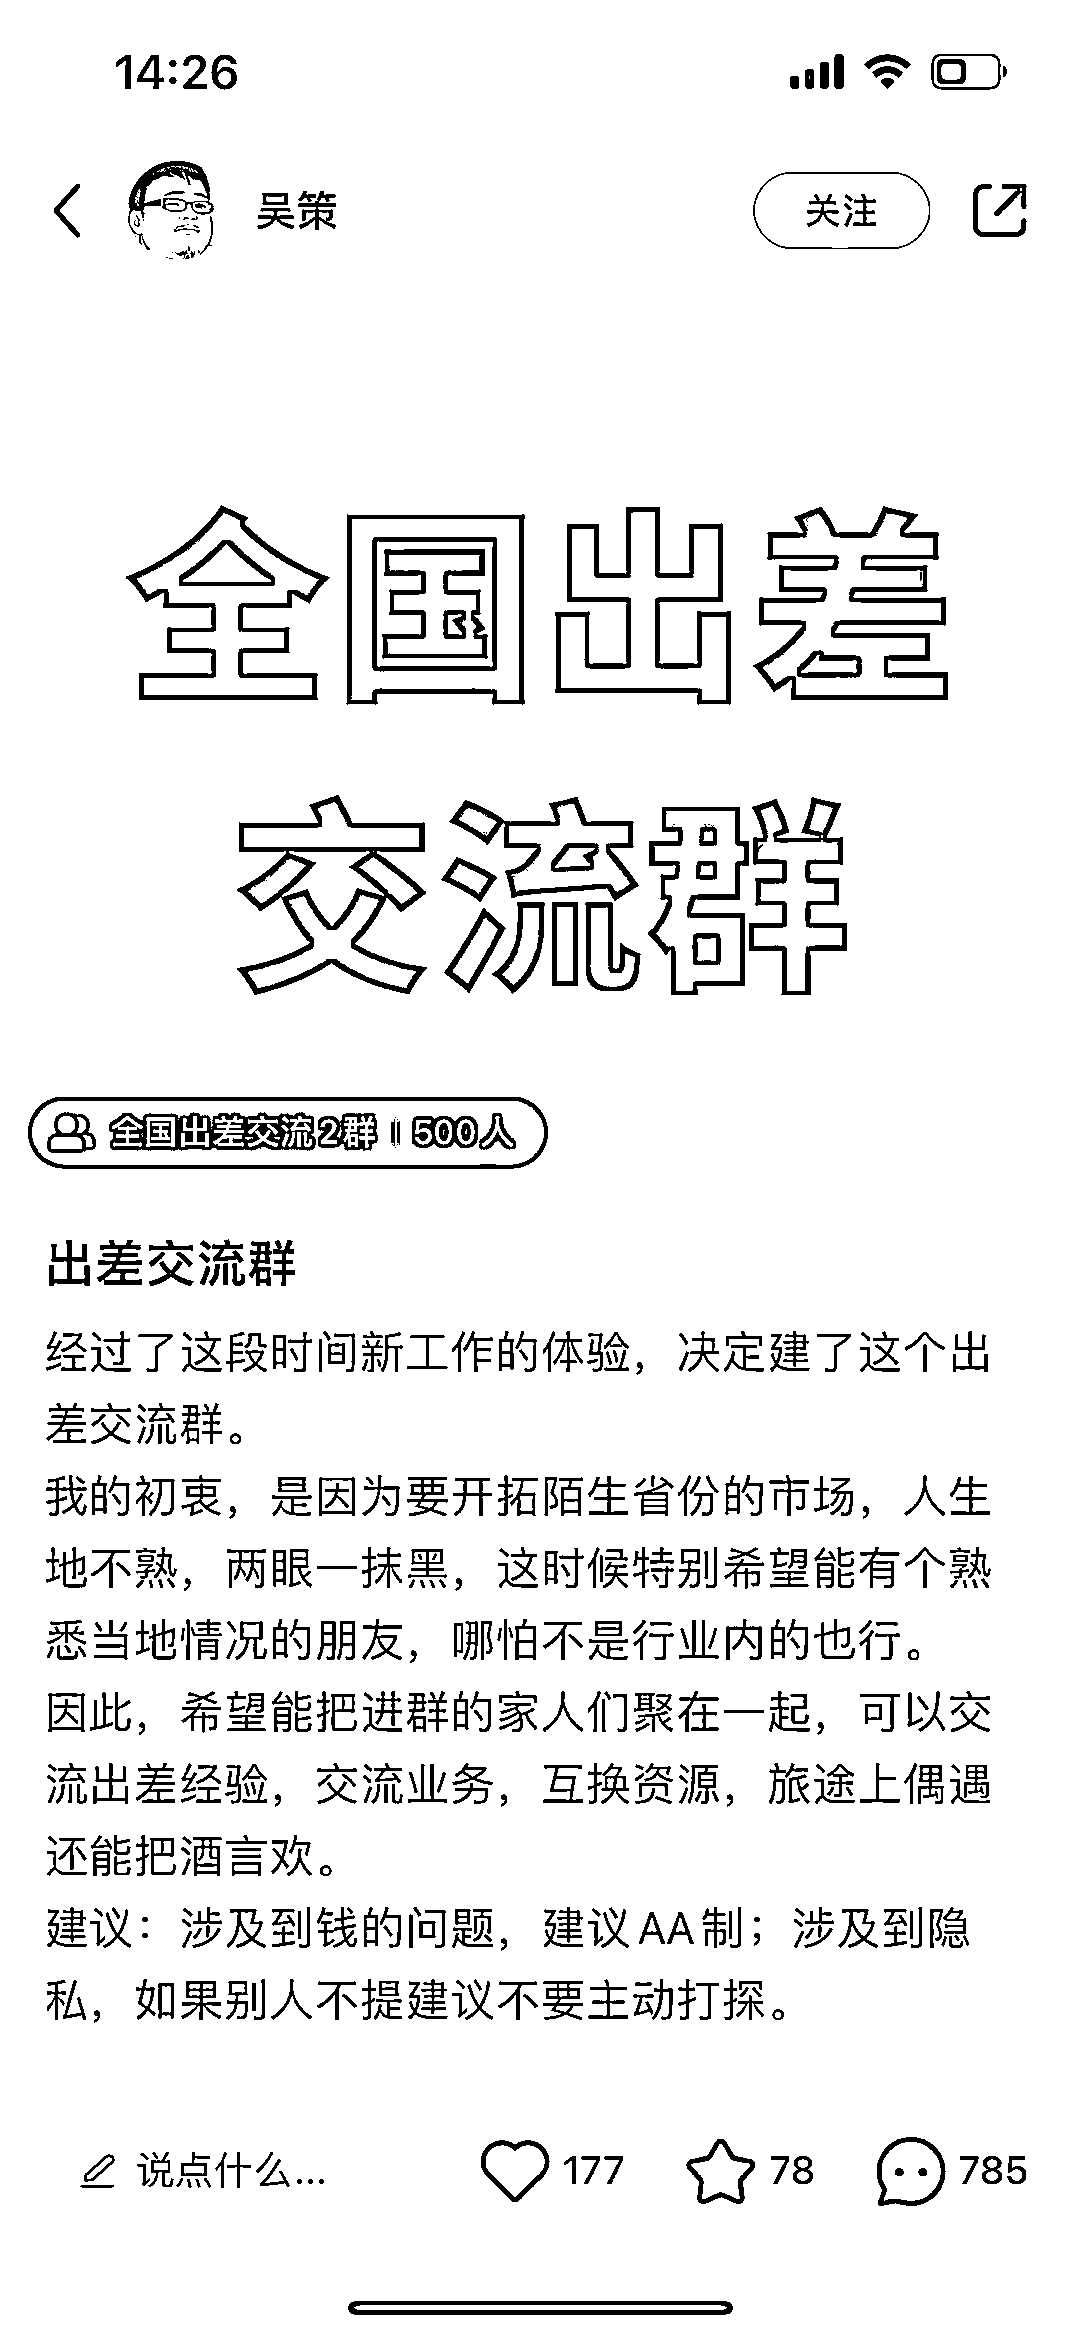 14:26
吴策
关注
全国出差
交流群
全国出差交流2群 | 500人
出差交流群
经过了这段时间新工作的体验，决定建了这个出
差交流群。
我的初衷，是因为要开拓陌生省份的市场，人生
地不熟，两眼一抹黑，这时候特别希望能有个熟
悉当地情况的朋友，哪怕不是行业内的也行。
因此，希望能把进群的家人们聚在一起，可以交
流出差经验，交流业务，互换资源，旅途上偶遇
还能把酒言欢。
建议：涉及到钱的问题，建议AA制；涉及到隐
私，如果别人不提建议不要主动打探。
说点什么...
177
78
785